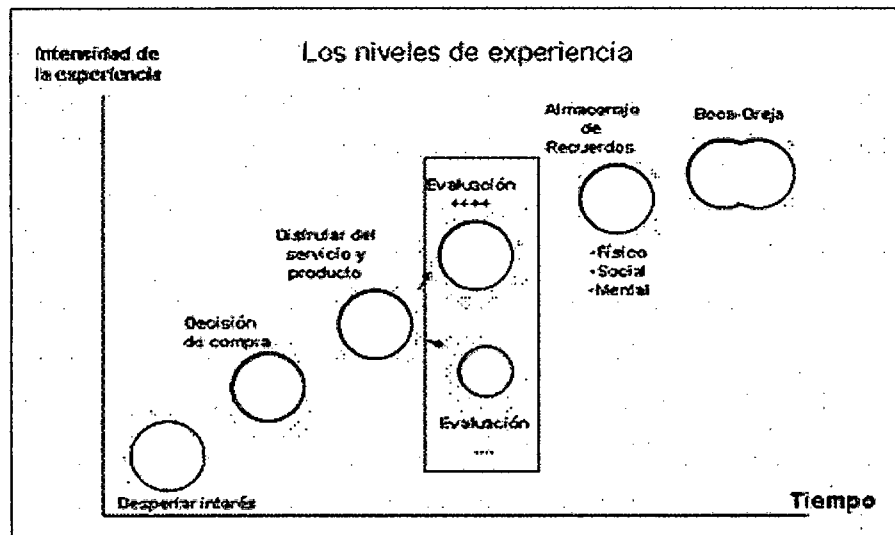 Los niveles de experiencia
Intensidad de
la experiencia
Almacenaje
de
Recuerdos
Boca-Oreja
Evaluación
++++
Disfrutar del
servicio y
producto
-Físico
-Social
-Mental
Decisión
de compra
Evaluación
----
Despertar interés
Tiempo